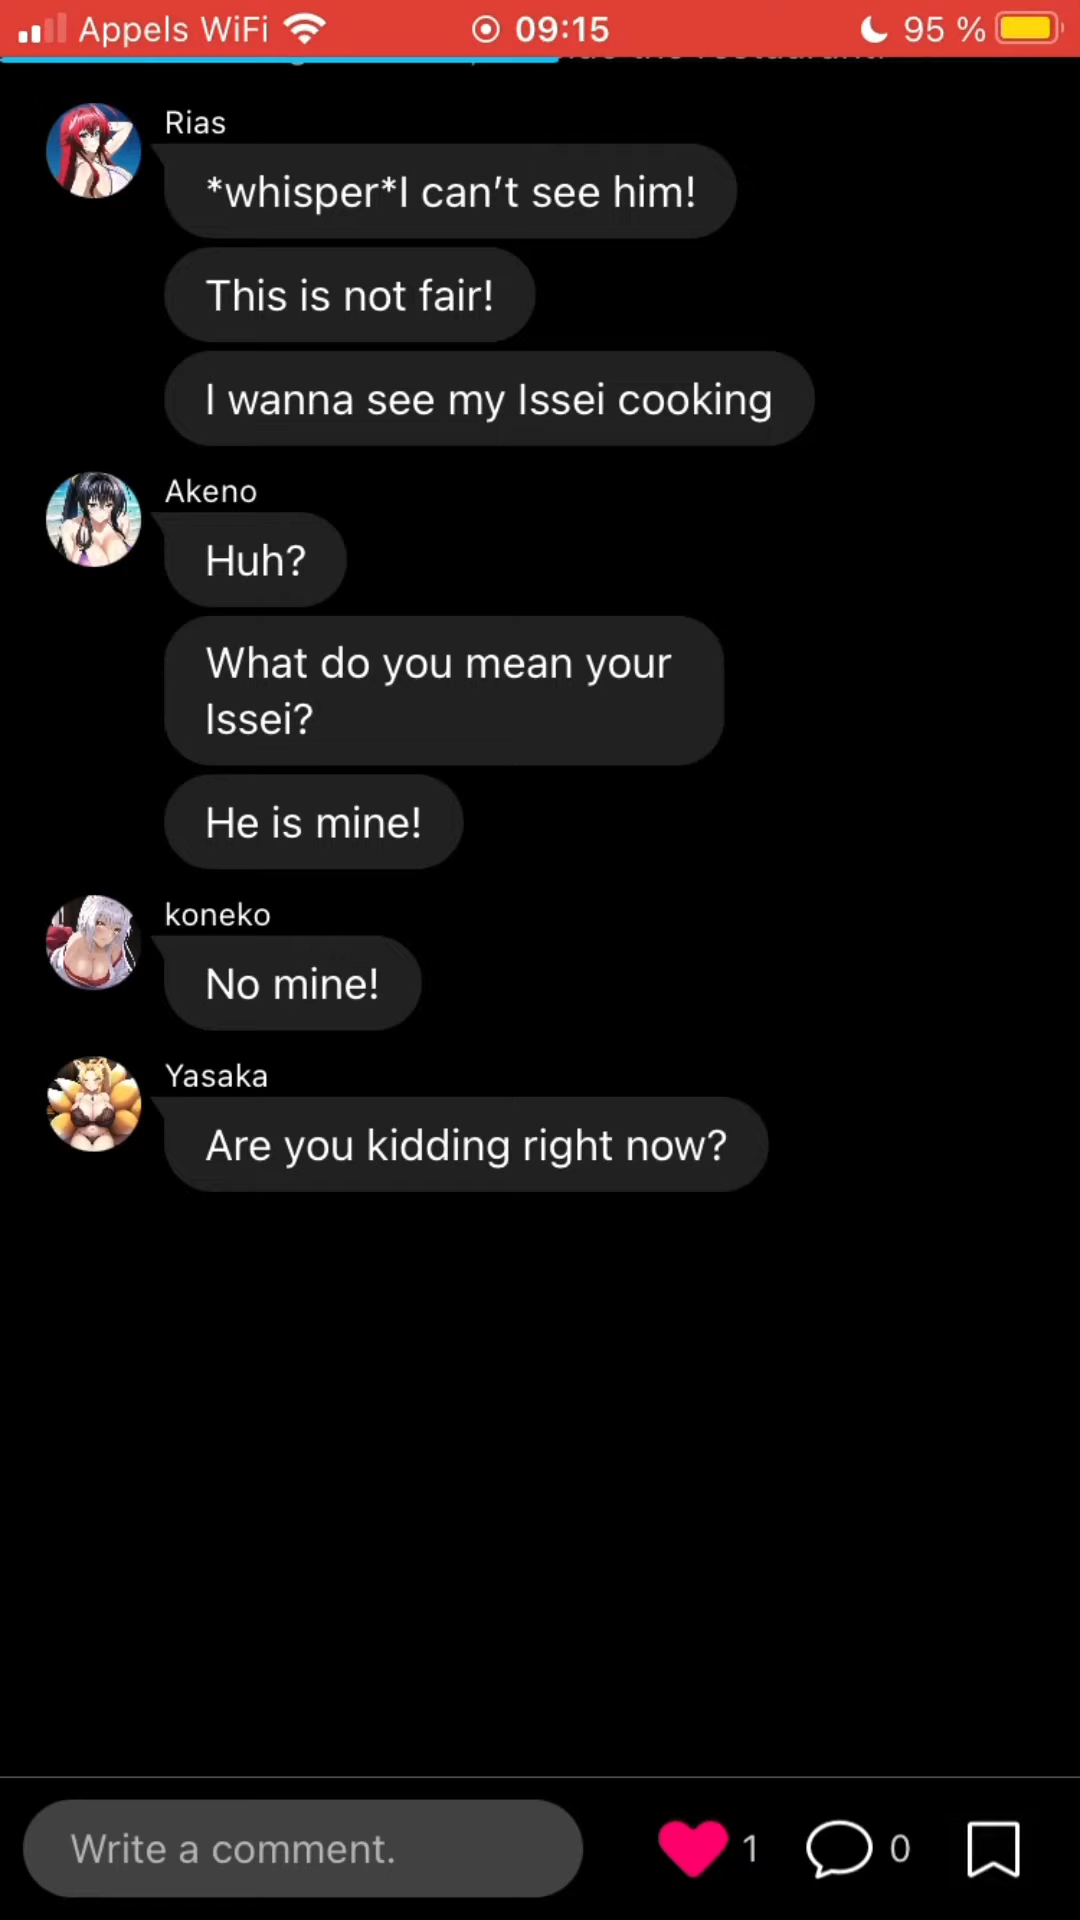 Appels WiFi
09:15
95 %
Rias
*whisper*I can't see him!
This is not fair!
I wanna see my Issei cooking
Akeno
Huh?
What do you mean your
Issei?
He is mine!
koneko
No mine!
Yasaka
Are you kidding right now?
Write a comment.
1
0